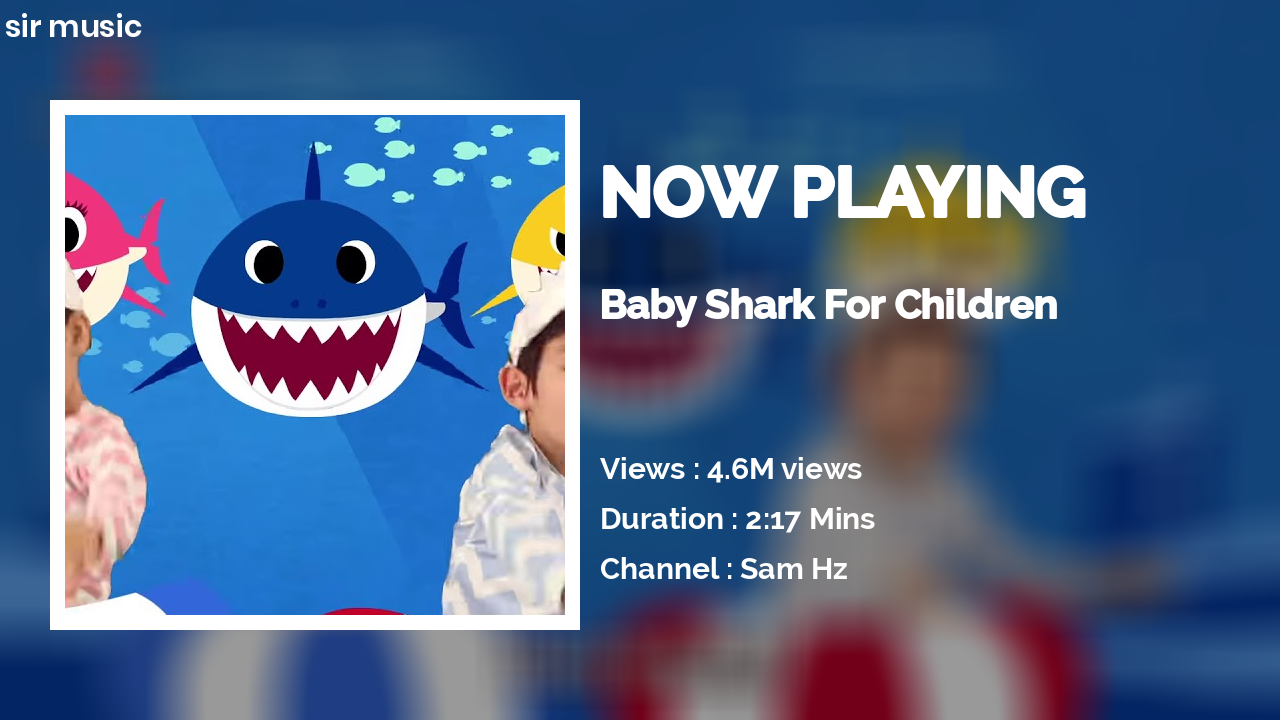 sir music
NOW PLAYING
Baby Shark For Children
Views : 4.6M views
Duration : 2:17 Mins
Channel : Sam Hz